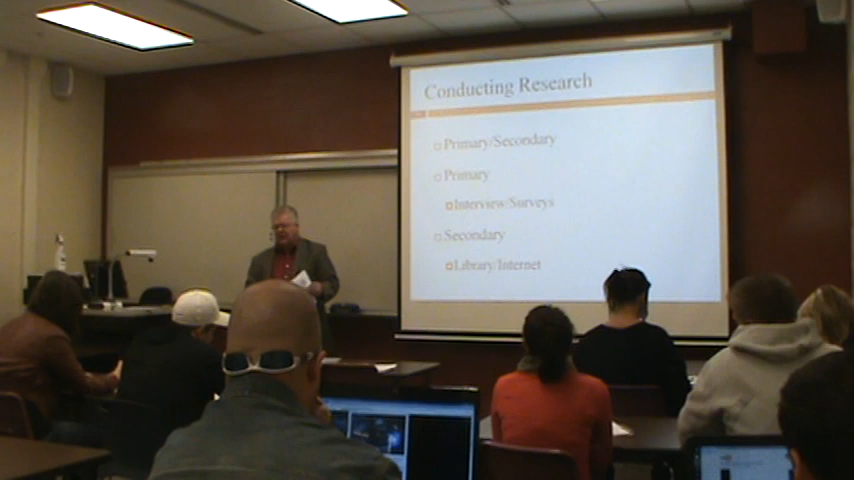 Conducting Research
Primary/Secondary
Primary
Interview/Surveys
Secondary
Library/Internet